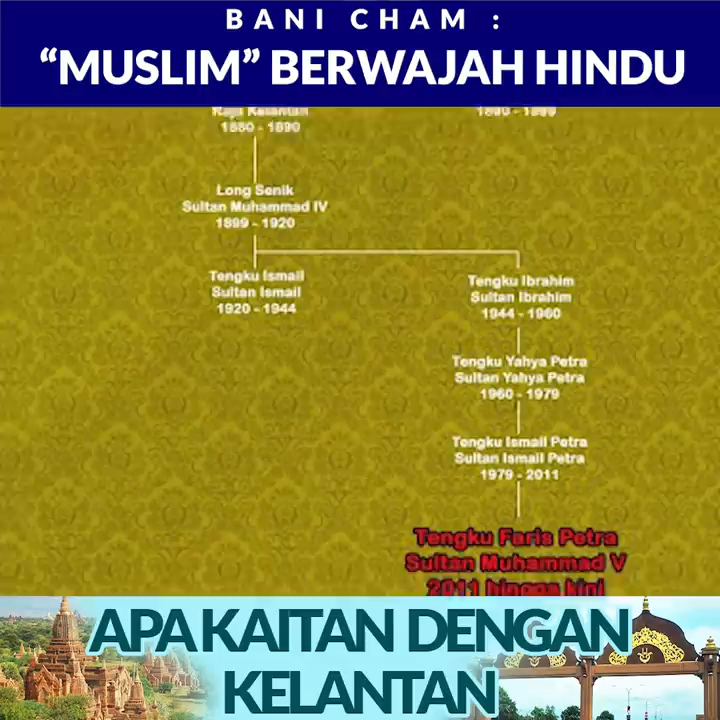 BANI CHAM :
“MUSLIM” BERWAJAH HINDU
Raja Kelantan
1880 - 1890
1890 - 1899
Long Senik
Sultan Muhammad IV
1899 - 1920
Tengku Ismail
Sultan Ismail
1920 - 1944
Tengku Ibrahim
Sultan Ibrahim
1944 - 1960
Tengku Yahya Petra
Sultan Yahya Petra
1960 - 1979
Tengku Ismail Petra
Sultan Ismail Petra
1979 - 2011
Tengku Faris Petra
Sultan Muhammad V
2011 hingga kini
APA KAITAN DENGAN
KELANTAN